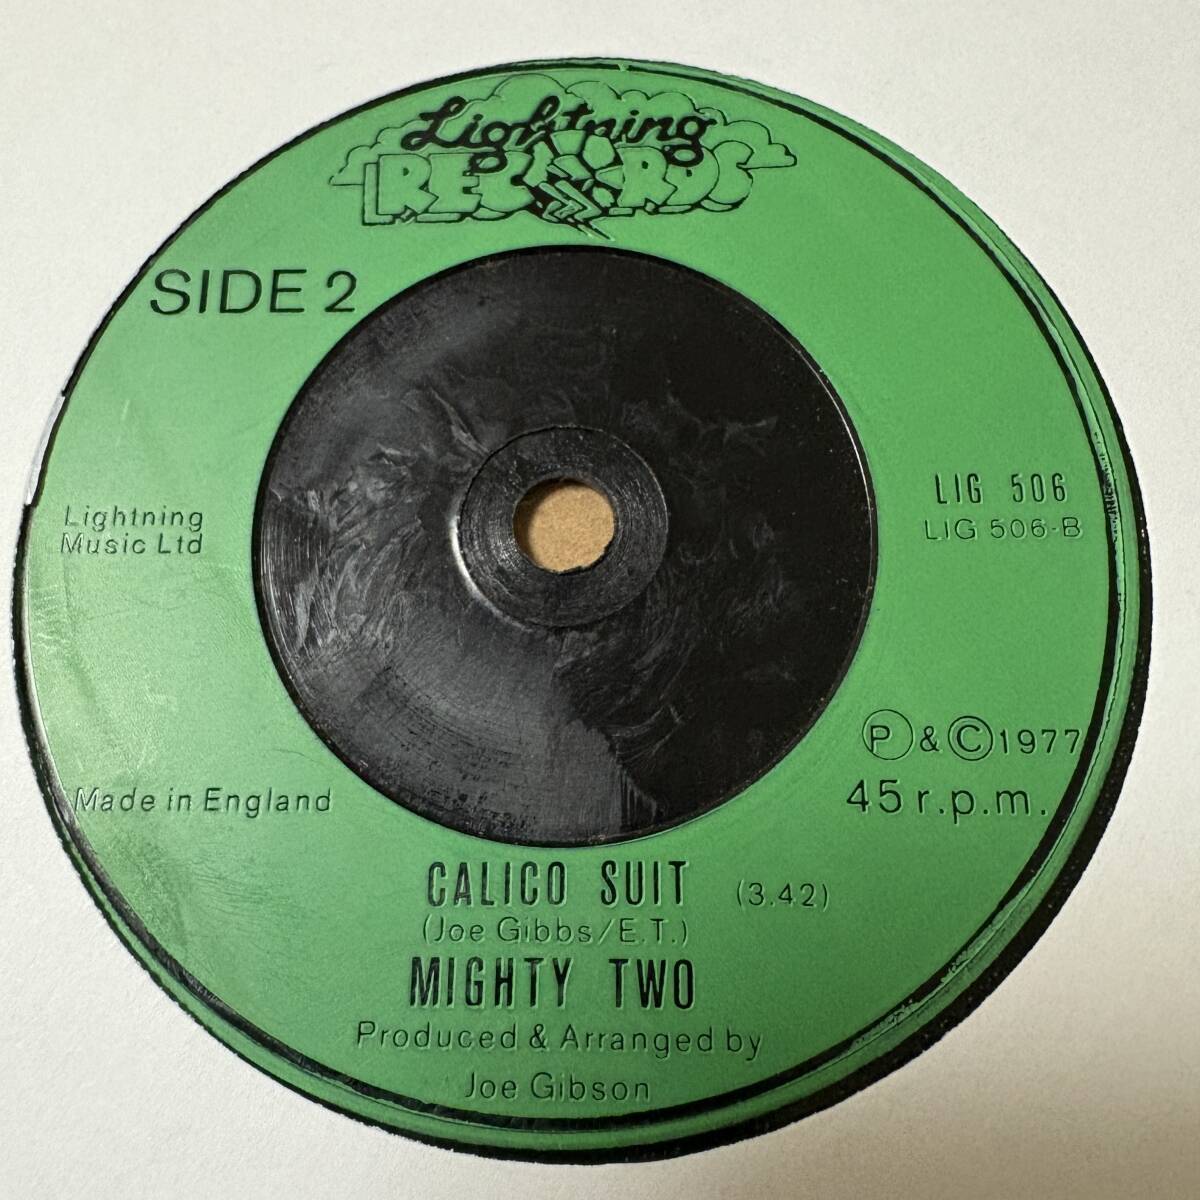 Lightning
RECORDS
SIDE 2
LIG 506
LIG 506-B
Lightning
Music Ltd
Ⓟ & © 1977
45 r.p.m.
Made in England
CALICO SUIT (3.42)
(Joe Gibbs/E.T.)
MIGHTY TWO
Produced & Arranged by
Joe Gibson